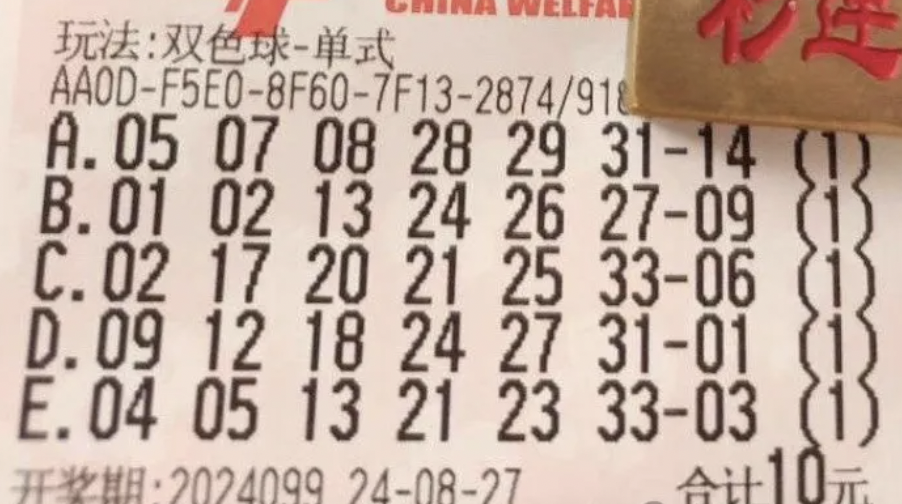 CHINA WELFA
玩法:双色球-单式
AA0D-F5E0-8F60-7F13-2874/918
A.05 07 08 28 29 31-14 (1)
B.01 02 13 24 26 27-09 (1)
C.02 17 20 21 25 33-06 (1)
D.09 12 18 24 27 31-01 (1)
E.04 05 13 21 23 33-03 (1)
开奖期:2024099 24-08-27 合计10元